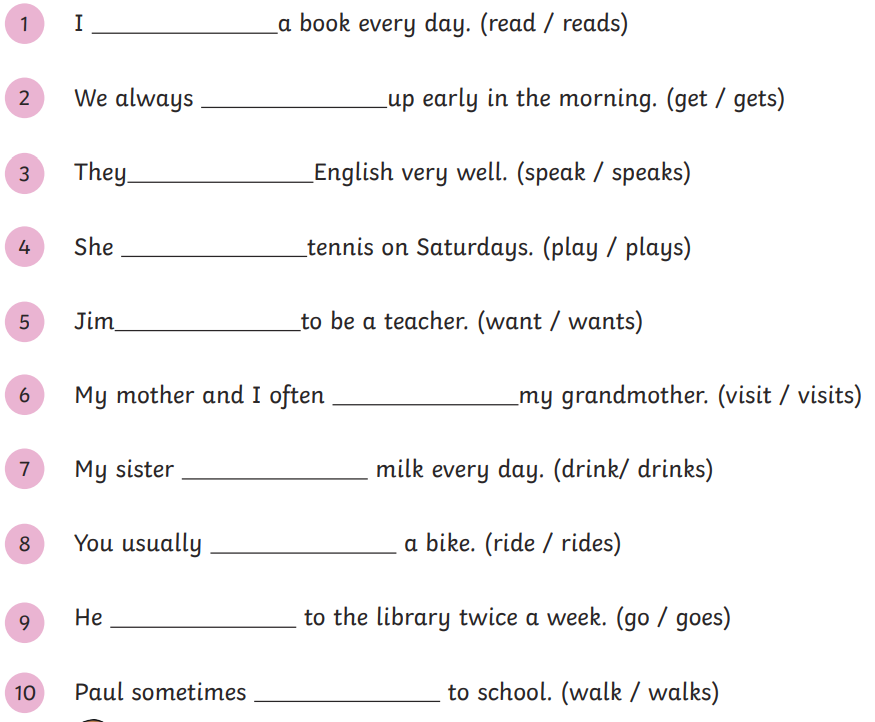 1 I _______________a book every day. (read / reads)
2 We always _______________up early in the morning. (get / gets)
3 They_______________English very well. (speak / speaks)
4 She _______________tennis on Saturdays. (play / plays)
5 Jim_______________to be a teacher. (want / wants)
6 My mother and I often _______________my grandmother. (visit / visits)
7 My sister _______________ milk every day. (drink/ drinks)
8 You usually _______________ a bike. (ride / rides)
9 He _______________ to the library twice a week. (go / goes)
10 Paul sometimes _______________ to school. (walk / walks)